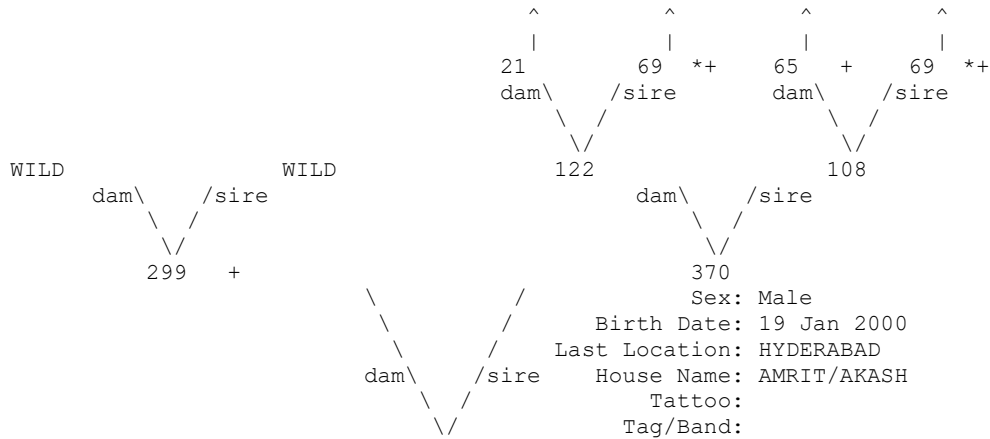 ^ ^ ^ ^
| | | |
21 69 *+ 65 + 69 *+
dam\ /sire dam\ /sire
\ / \ /
\/ \/
WILD WILD 122 108
dam\ /sire dam\ /sire
\ / \ /
\/ \/
299 + 370
\ / Sex: Male
\ / Birth Date: 19 Jan 2000
\ / Last Location: HYDERABAD
dam\ /sire House Name: AMRIT/AKASH
\ / Tattoo:
\/ Tag/Band: